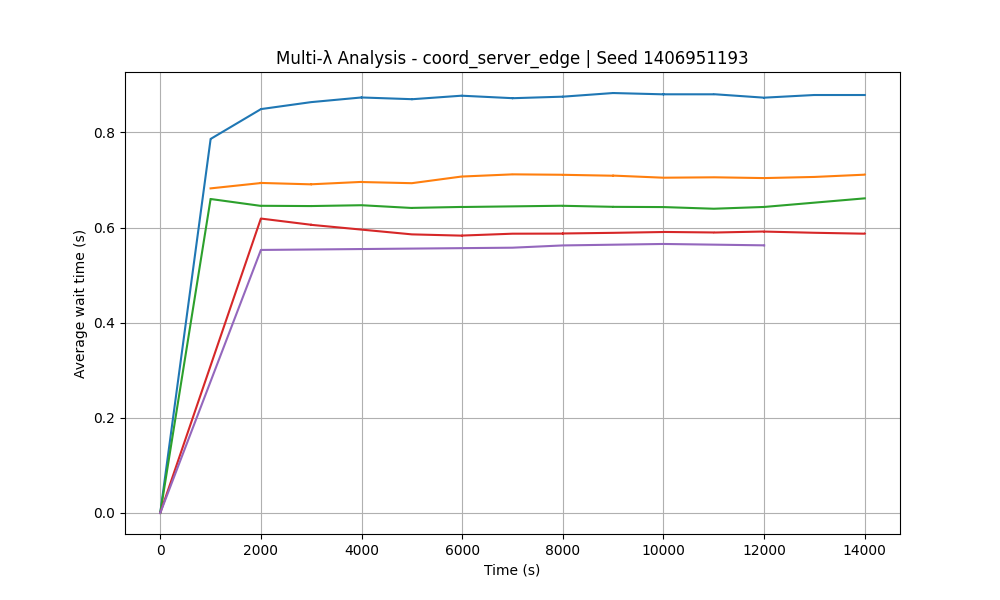 Multi-λ Analysis - coord_server_edge | Seed 1406951193
Average wait time (s)
0.8
0.6
0.4
0.2
0.0
0 2000 4000 6000 8000 10000 12000 14000
Time (s)